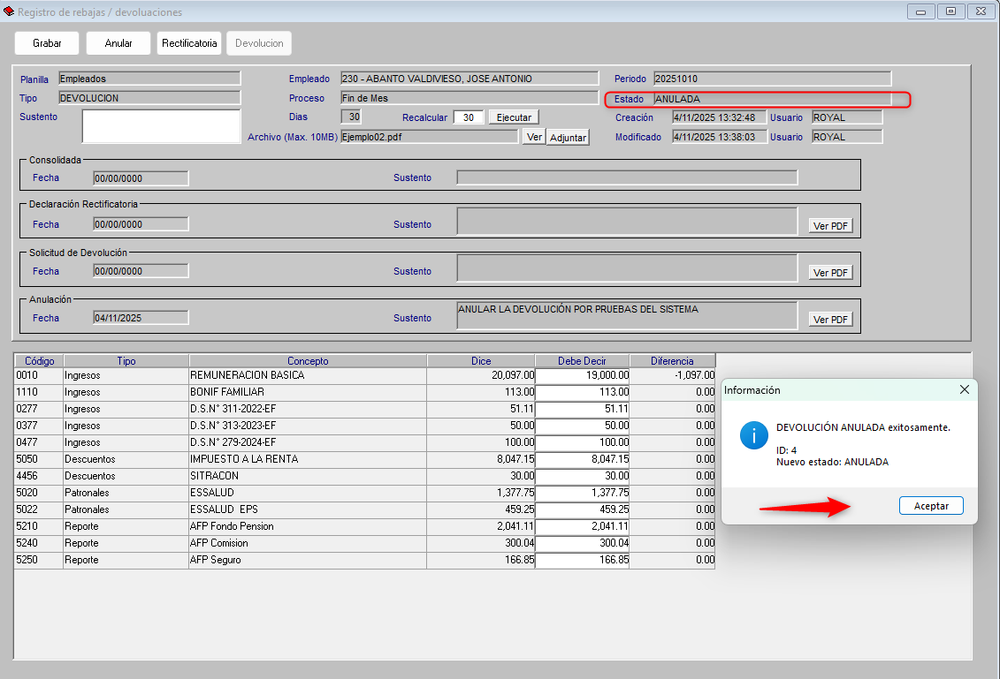 Registro de rebajas / devoluaciones
Grabar Anular Rectificatoria Devolucion
Planilla Empleados Empleado 230 - ABANTO VALDIVIESO, JOSE ANTONIO Periodo 20251010
Tipo DEVOLUCION Proceso Fin de Mes Estado ANULADA
Sustento Dias 30 Recalcular 30 Ejecutar Creación 4/11/2025 13:32:48 Usuario ROYAL
Archivo (Max. 10MB) Ejemplo02.pdf Ver Adjuntar Modificado 4/11/2025 13:38:03 Usuario ROYAL
Consolidada
Fecha 00/00/0000 Sustento
Declaración Rectificatoria
Fecha 00/00/0000 Sustento Ver PDF
Solicitud de Devolución
Fecha 00/00/0000 Sustento Ver PDF
Anulación
Fecha 04/11/2025 Sustento ANULAR LA DEVOLUCIÓN POR PRUEBAS DEL SISTEMA Ver PDF
Código Tipo Concepto Dice Debe Decir Diferencia
0010 Ingresos REMUNERACION BASICA 20,097.00 19,000.00 -1,097.00
1110 Ingresos BONIF FAMILIAR 113.00 113.00 0.00
0277 Ingresos D.S.N° 311-2022-EF 51.11 51.11 0.00
0377 Ingresos D.S.N° 313-2023-EF 50.00 50.00 0.00
0477 Ingresos D.S.N° 279-2024-EF 100.00 100.00 0.00
5050 Descuentos IMPUESTO A LA RENTA 8,047.15 8,047.15 0.00
4456 Descuentos SITRACON 30.00 30.00 0.00
5020 Patronales ESSALUD 1,377.75 1,377.75 0.00
5022 Patronales ESSALUD EPS 459.25 459.25 0.00
5210 Reporte AFP Fondo Pension 2,041.11 2,041.11 0.00
5240 Reporte AFP Comision 300.04 300.04 0.00
5250 Reporte AFP Seguro 166.85 166.85 0.00
Información
DEVOLUCIÓN ANULADA exitosamente.
ID: 4
Nuevo estado: ANULADA
Aceptar